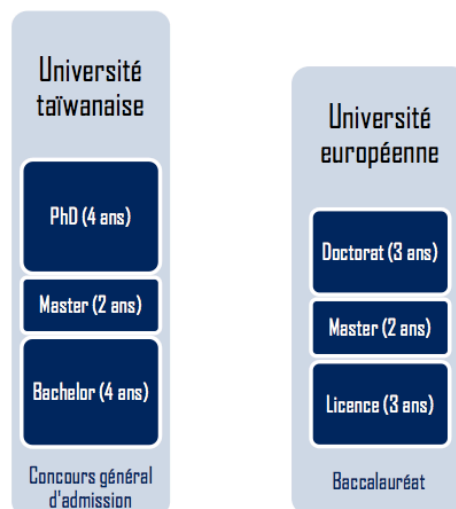 Université
taïwanaise
PhD (4 ans)
Master (2 ans)
Bachelor (4 ans)
Concours général
d'admission
Université
européenne
Doctorat (3 ans)
Master (2 ans)
Licence (3 ans)
Baccalauréat